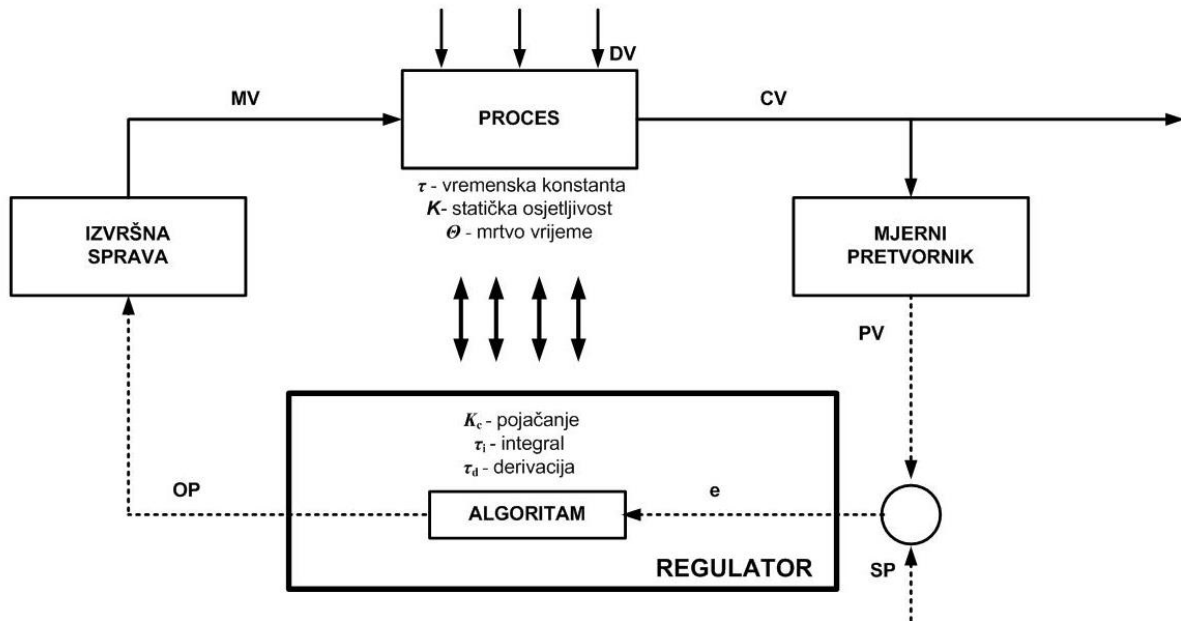 DV
MV
CV
PROCES
τ - vremenska konstanta
K- statička osjetljivost
Θ - mrtvo vrijeme
IZVRŠNA
SPRAVA
MJERNI
PRETVORNIK
PV
Kc - pojačanje
τi - integral
τd - derivacija
OP
e
ALGORITAM
REGULATOR
SP